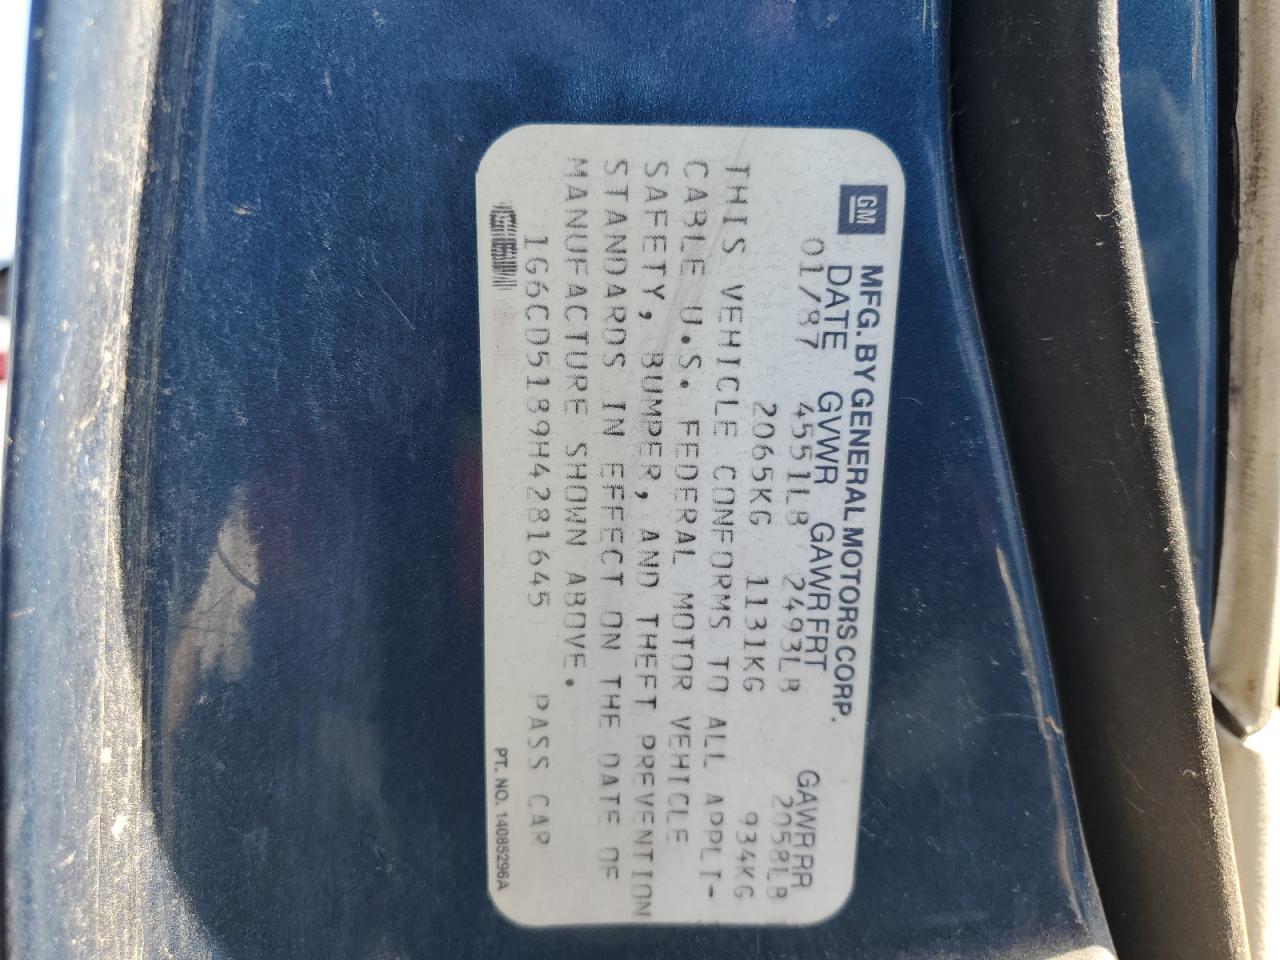 GM MFG. BY GENERAL MOTORS CORP.
DATE GVWR GAWR FRT GAWR RR
01/87 4551LB 2493LB 2058LB
2065KG 1131KG 934KG
THIS VEHICLE CONFORMS TO ALL APPLI-
CABLE U.S. FEDERAL MOTOR VEHICLE
SAFETY, BUMPER, AND THEFT PREVENTION
STANDARDS IN EFFECT ON THE DATE OF
MANUFACTURE SHOWN ABOVE.
1G6CD5189H4281645 PASS CAR
PT. NO. 14085296A